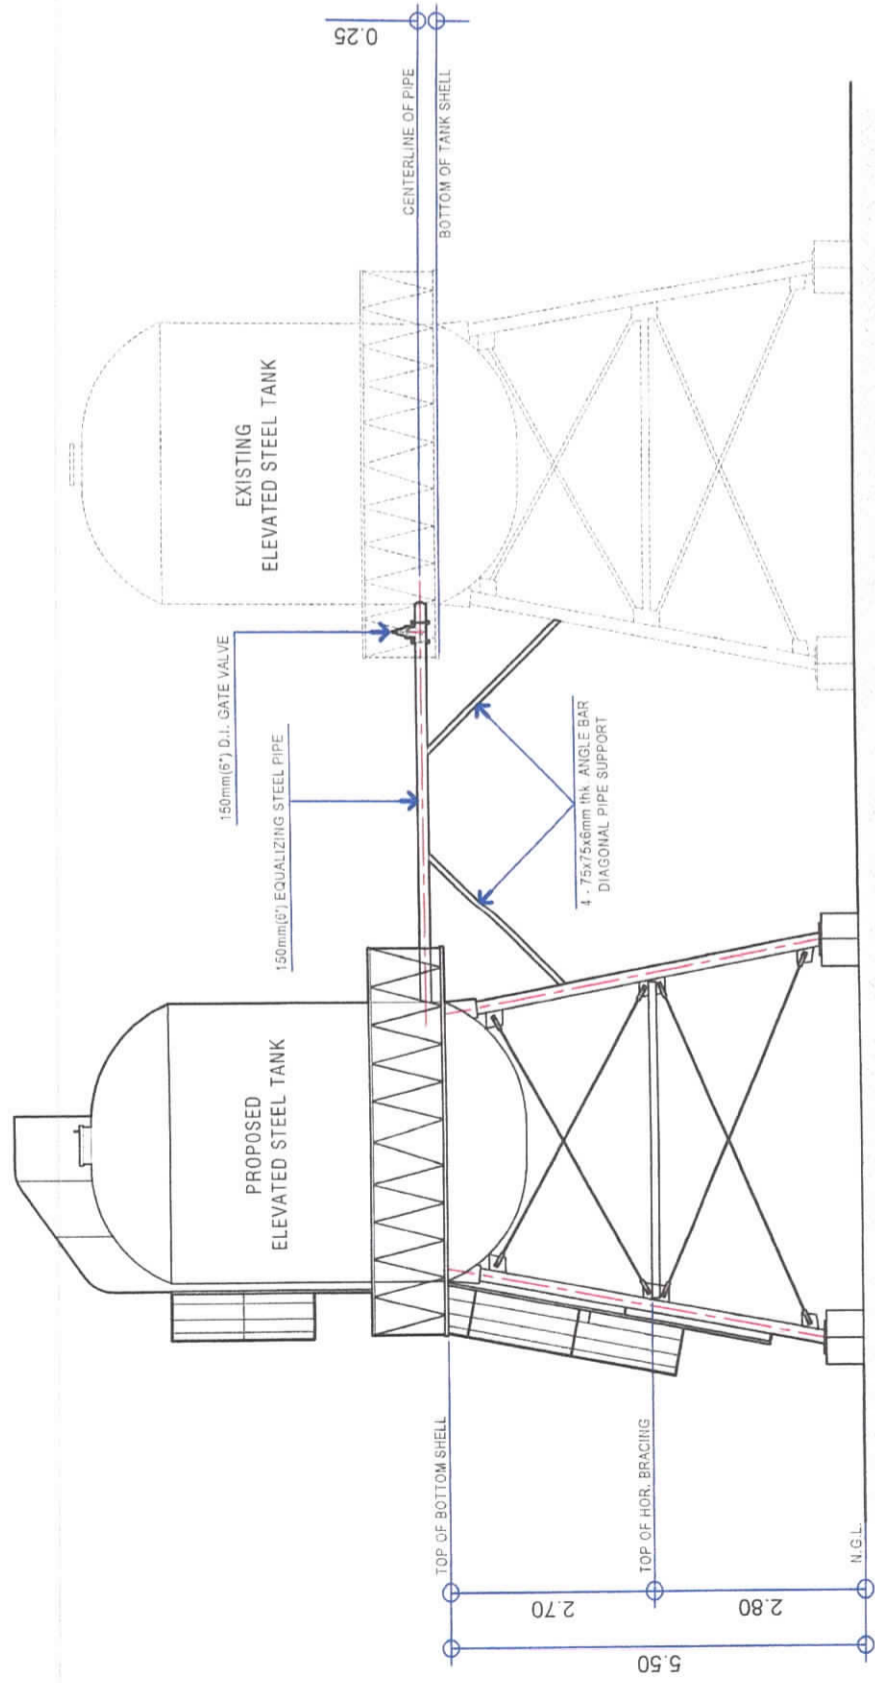 0.25
CENTERLINE OF PIPE
BOTTOM OF TANK SHELL
EXISTING
ELEVATED STEEL TANK
150mm(6") D.I. GATE VALVE
150mm(6") EQUALIZING STEEL PIPE
4 - 75x75x6mm thk. ANGLE BAR
DIAGONAL PIPE SUPPORT
PROPOSED
ELEVATED STEEL TANK
TOP OF BOTTOM SHELL
TOP OF HOR. BRACING
N.G.L.
2.70
2.80
5.50